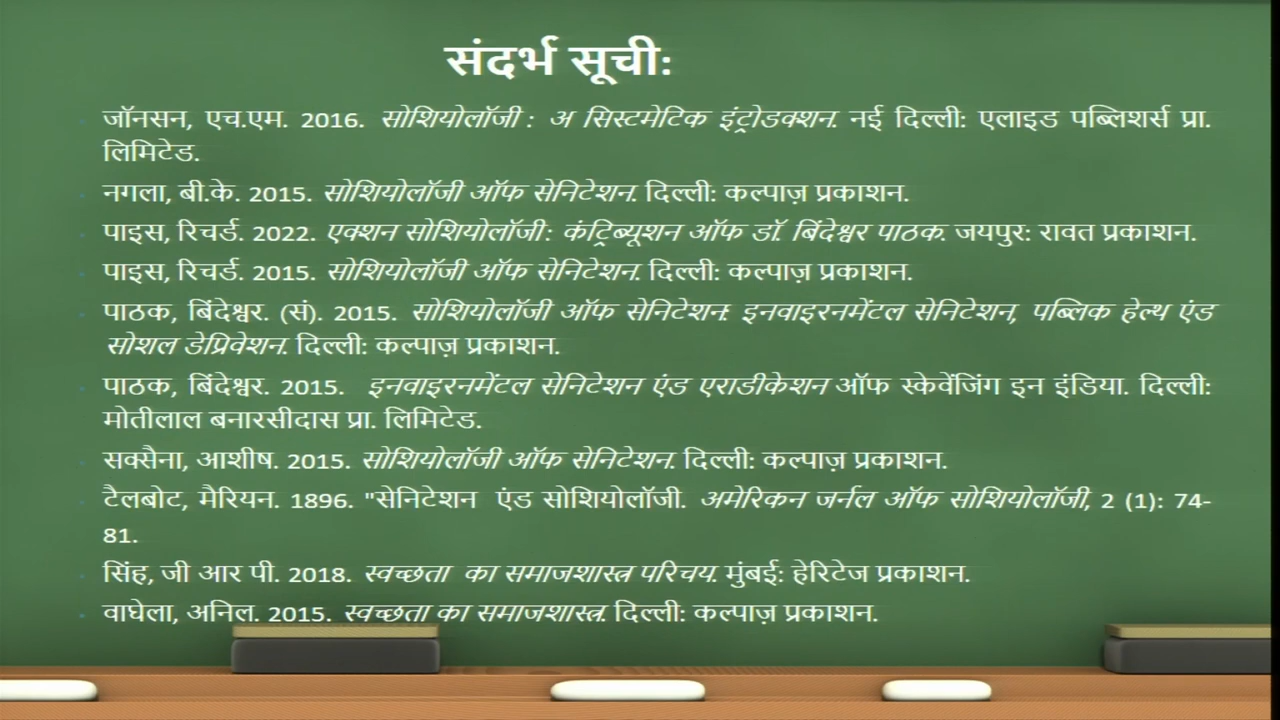 संदर्भ सूची:
जॉनसन, एच.एम. 2016. सोशियोलॉजी : अ सिस्टमेटिक इंट्रोडक्शन. नई दिल्ली: एलाइड पब्लिशर्स प्रा.
लिमिटेड.
नगला, बी.के. 2015. सोशियोलॉजी ऑफ सेनिटेशन. दिल्ली: कल्पाज़ प्रकाशन.
पाइस, रिचर्ड. 2022. एक्शन सोशियोलॉजी: कंट्रिब्यूशन ऑफ डॉ. बिंदेश्वर पाठक. जयपुर: रावत प्रकाशन.
पाइस, रिचर्ड. 2015. सोशियोलॉजी ऑफ सेनिटेशन. दिल्ली: कल्पाज़ प्रकाशन.
पाठक, बिंदेश्वर. (सं). 2015. सोशियोलॉजी ऑफ सेनिटेशन: इनवाइरनमेंटल सेनिटेशन, पब्लिक हेल्थ एंड
सोशल डेप्रिवेशन. दिल्ली: कल्पाज़ प्रकाशन.
पाठक, बिंदेश्वर. 2015. इनवाइरनमेंटल सेनिटेशन एंड एराडीकेशन ऑफ स्केवेंजिंग इन इंडिया. दिल्ली:
मोतीलाल बनारसीदास प्रा. लिमिटेड.
सक्सैना, आशीष. 2015. सोशियोलॉजी ऑफ सेनिटेशन. दिल्ली: कल्पाज़ प्रकाशन.
टैलबोट, मैरियन. 1896. "सेनिटेशन एंड सोशियोलॉजी. अमेरिकन जर्नल ऑफ सोशियोलॉजी, 2 (1): 74-
81.
सिंह, जी आर पी. 2018. स्वच्छता का समाजशास्त्र परिचय. मुंबई: हेरिटेज प्रकाशन.
वाघेला, अनिल. 2015. स्वच्छता का समाजशास्त्र. दिल्ली: कल्पाज़ प्रकाशन.